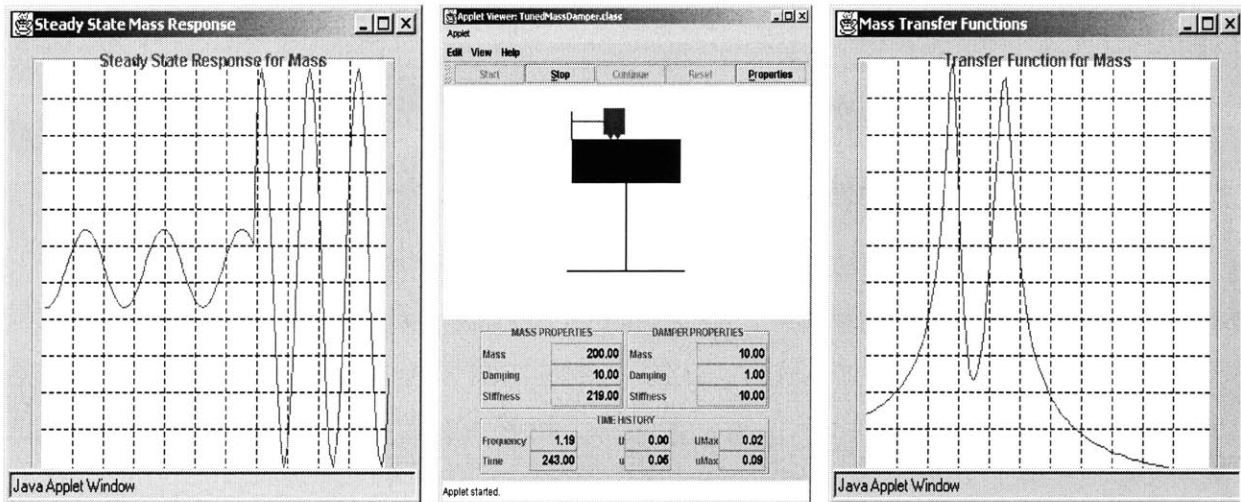 Steady State Mass Response
Steady State Response for Mass
Java Applet Window
Applet Viewer: TunedMassDamper.class
Applet
Edit View Help
Start Stop Continue Reset Properties
MASS PROPERTIES
Mass 200.00
Damping 10.00
Stiffness 219.00
DAMPER PROPERTIES
Mass 10.00
Damping 1.00
Stiffness 10.00
TIME HISTORY
Frequency 1.19 U 0.00 UMax 0.02
Time 243.00 u 0.05 uMax 0.09
Applet started.
Mass Transfer Functions
Transfer Function for Mass
Java Applet Window